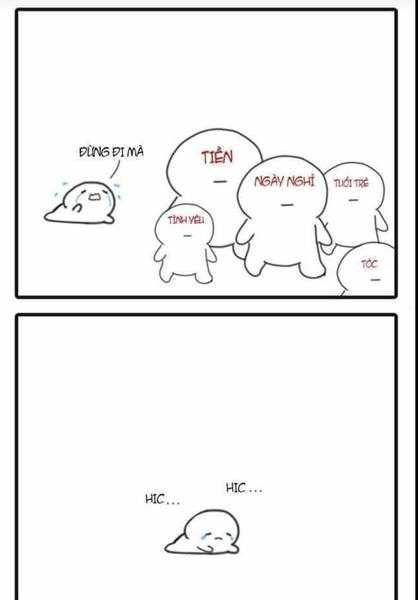 ĐỪNG ĐI MÀ
TIỀN
NGÀY NGHỈ
TUỔI TRẺ
TÌNH YÊU
TÓC
HIC...
HIC...